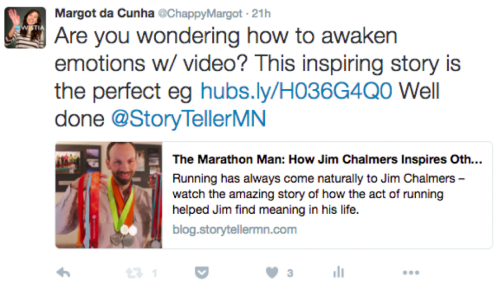 Margot da Cunha @ChappyMargot · 21h
WISTIA
Are you wondering how to awaken
emotions w/ video? This inspiring story is
the perfect eg hubs.ly/H036G4Q0 Well
done @StoryTellerMN
The Marathon Man: How Jim Chalmers Inspires Oth...
Running has always come naturally to Jim Chalmers –
watch the amazing story of how the act of running
helped Jim find meaning in his life.
blog.storytellermn.com
1
3